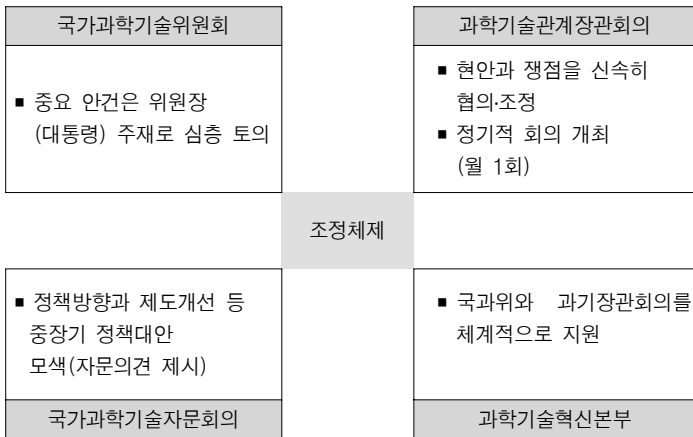 국가과학기술위원회
■ 중요 안건은 위원장
(대통령) 주재로 심층 토의
과학기술관계장관회의
■ 현안과 쟁점을 신속히
협의·조정
■ 정기적 회의 개최
(월 1회)
조정체제
■ 정책방향과 제도개선 등
중장기 정책대안
모색(자문의견 제시)
국가과학기술자문회의
■ 국과위와 과기장관회의를
체계적으로 지원
과학기술혁신본부